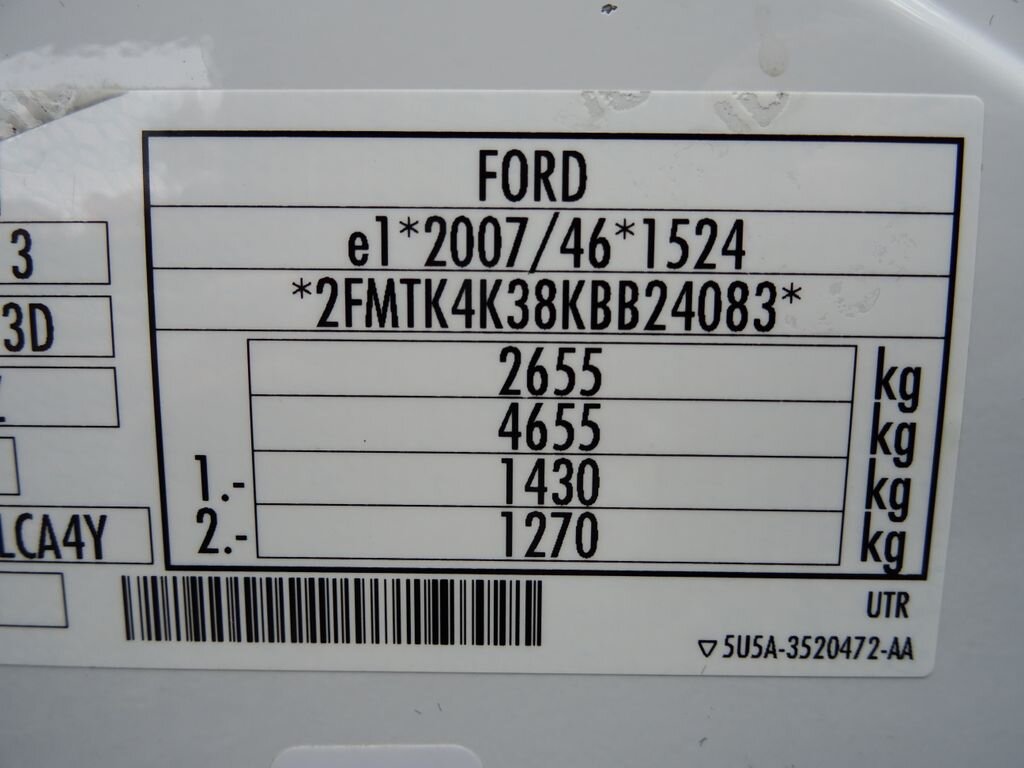 FORD
e1*2007/46*1524
*2FMTK4K38KBB24083*
2655 kg
4655 kg
1.- 1430 kg
2.- 1270 kg
3
3D
LCA4Y
UTR
5U5A-3520472-AA